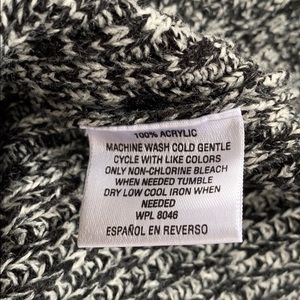 100% ACRYLIC
MACHINE WASH COLD GENTLE
CYCLE WITH LIKE COLORS
ONLY NON-CHLORINE BLEACH
WHEN NEEDED TUMBLE
DRY LOW COOL IRON WHEN
NEEDED
WPL 8046
ESPAÑOL EN REVERSO